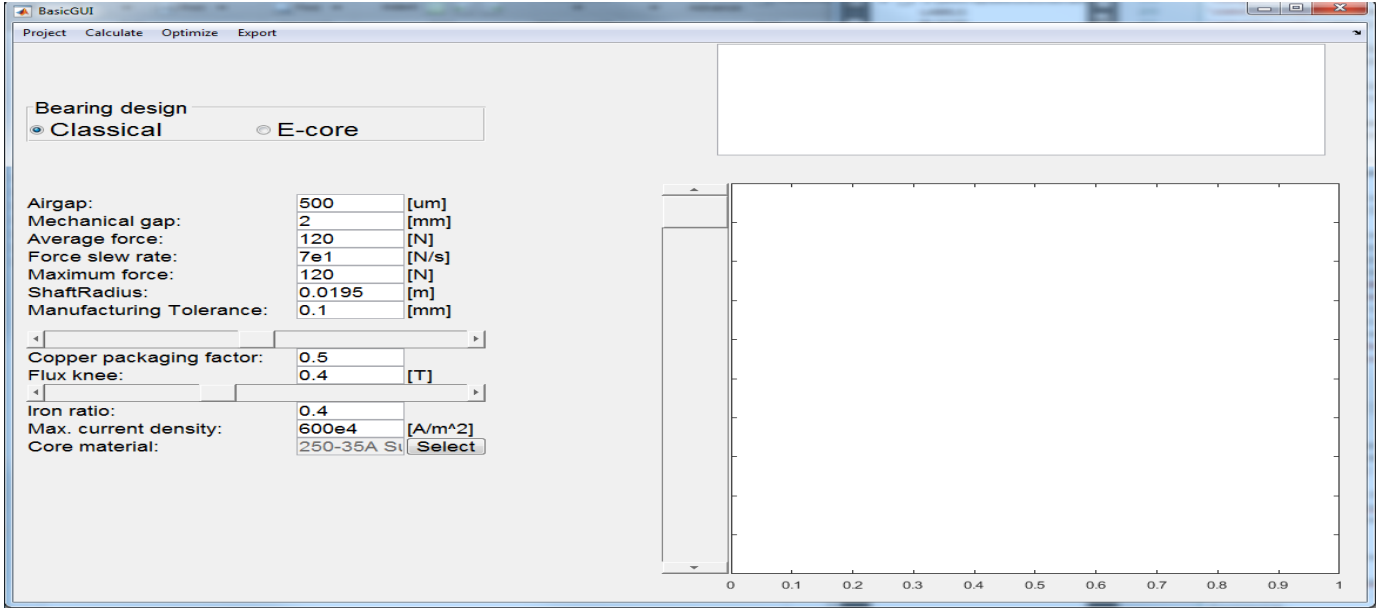 BasicGUI
Project Calculate Optimize Export
Bearing design
Classical E-core
Airgap: 500 [um]
Mechanical gap: 2 [mm]
Average force: 120 [N]
Force slew rate: 7e1 [N/s]
Maximum force: 120 [N]
ShaftRadius: 0.0195 [m]
Manufacturing Tolerance: 0.1 [mm]
Copper packaging factor: 0.5
Flux knee: 0.4 [T]
Iron ratio: 0.4
Max. current density: 600e4 [A/m^2]
Core material: 250-35A Select
0 0.1 0.2 0.3 0.4 0.5 0.6 0.7 0.8 0.9 1